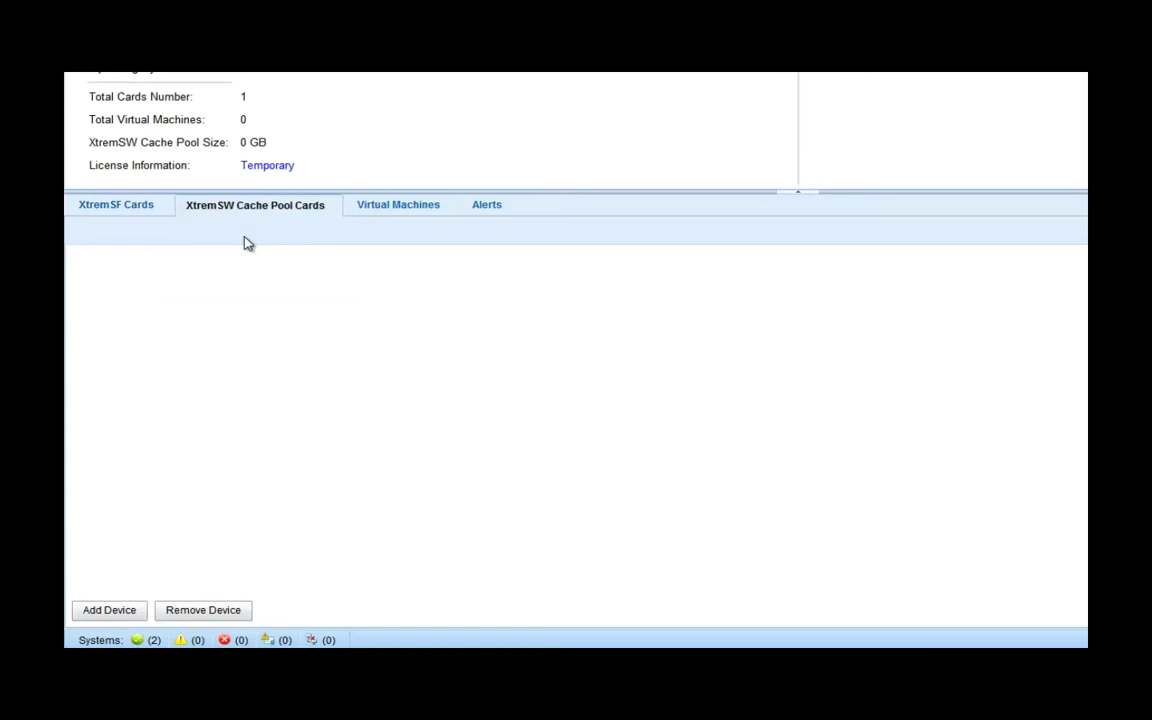 Total Cards Number: 1
Total Virtual Machines: 0
XtremSW Cache Pool Size: 0 GB
License Information: Temporary
XtremSF Cards XtremSW Cache Pool Cards Virtual Machines Alerts
Add Device Remove Device
Systems: (2) (0) (0) (0) (0)